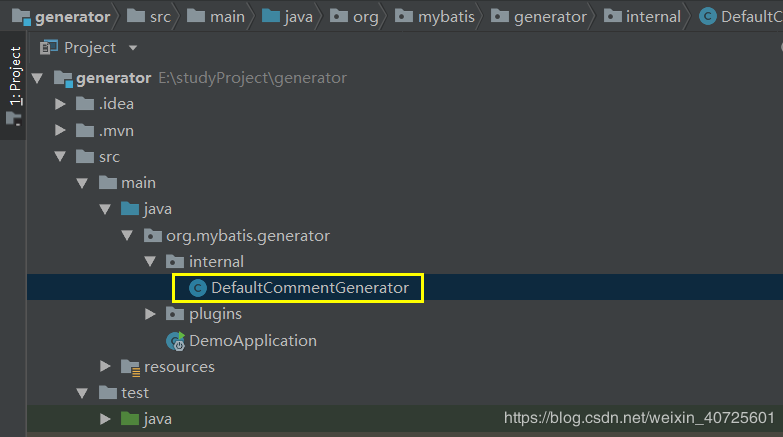 generator src main java org mybatis generator internal DefaultC
1: Project
Project
generator E:\studyProject\generator
.idea
.mvn
src
main
java
org.mybatis.generator
internal
DefaultCommentGenerator
plugins
DemoApplication
resources
test
java
https://blog.csdn.net/weixin_40725601